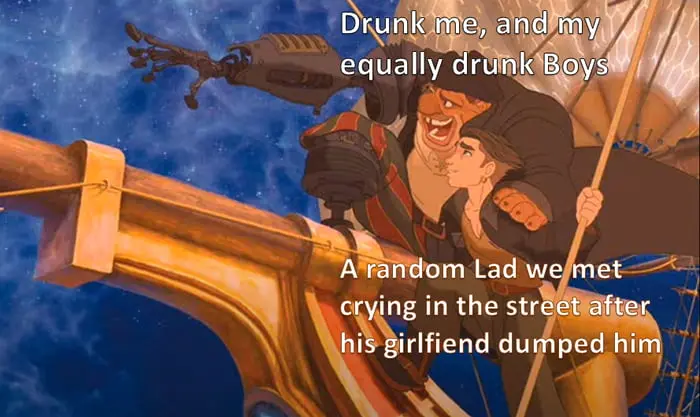 Drunk me, and my
equally drunk Boys
A random Lad we met
crying in the street after
his girlfiend dumped him